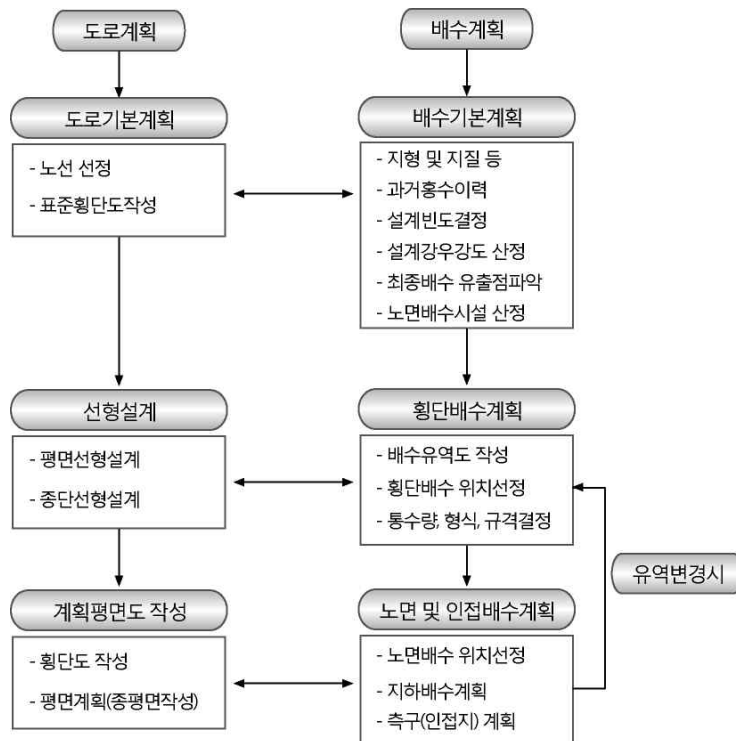 도로계획
배수계획
도로기본계획
배수기본계획
- 노선 선정
- 표준횡단도작성
- 지형 및 지질 등
- 과거홍수이력
- 설계빈도결정
- 설계강우강도 산정
- 최종배수 유출점파악
- 노면배수시설 산정
선형설계
횡단배수계획
- 평면선형설계
- 종단선형설계
- 배수유역도 작성
- 횡단배수 위치선정
- 통수량, 형식, 규격결정
유역변경시
계획평면도 작성
노면 및 인접배수계획
- 횡단도 작성
- 평면계획(종평면작성)
- 노면배수 위치선정
- 지하배수계획
- 측구(인접지) 계획